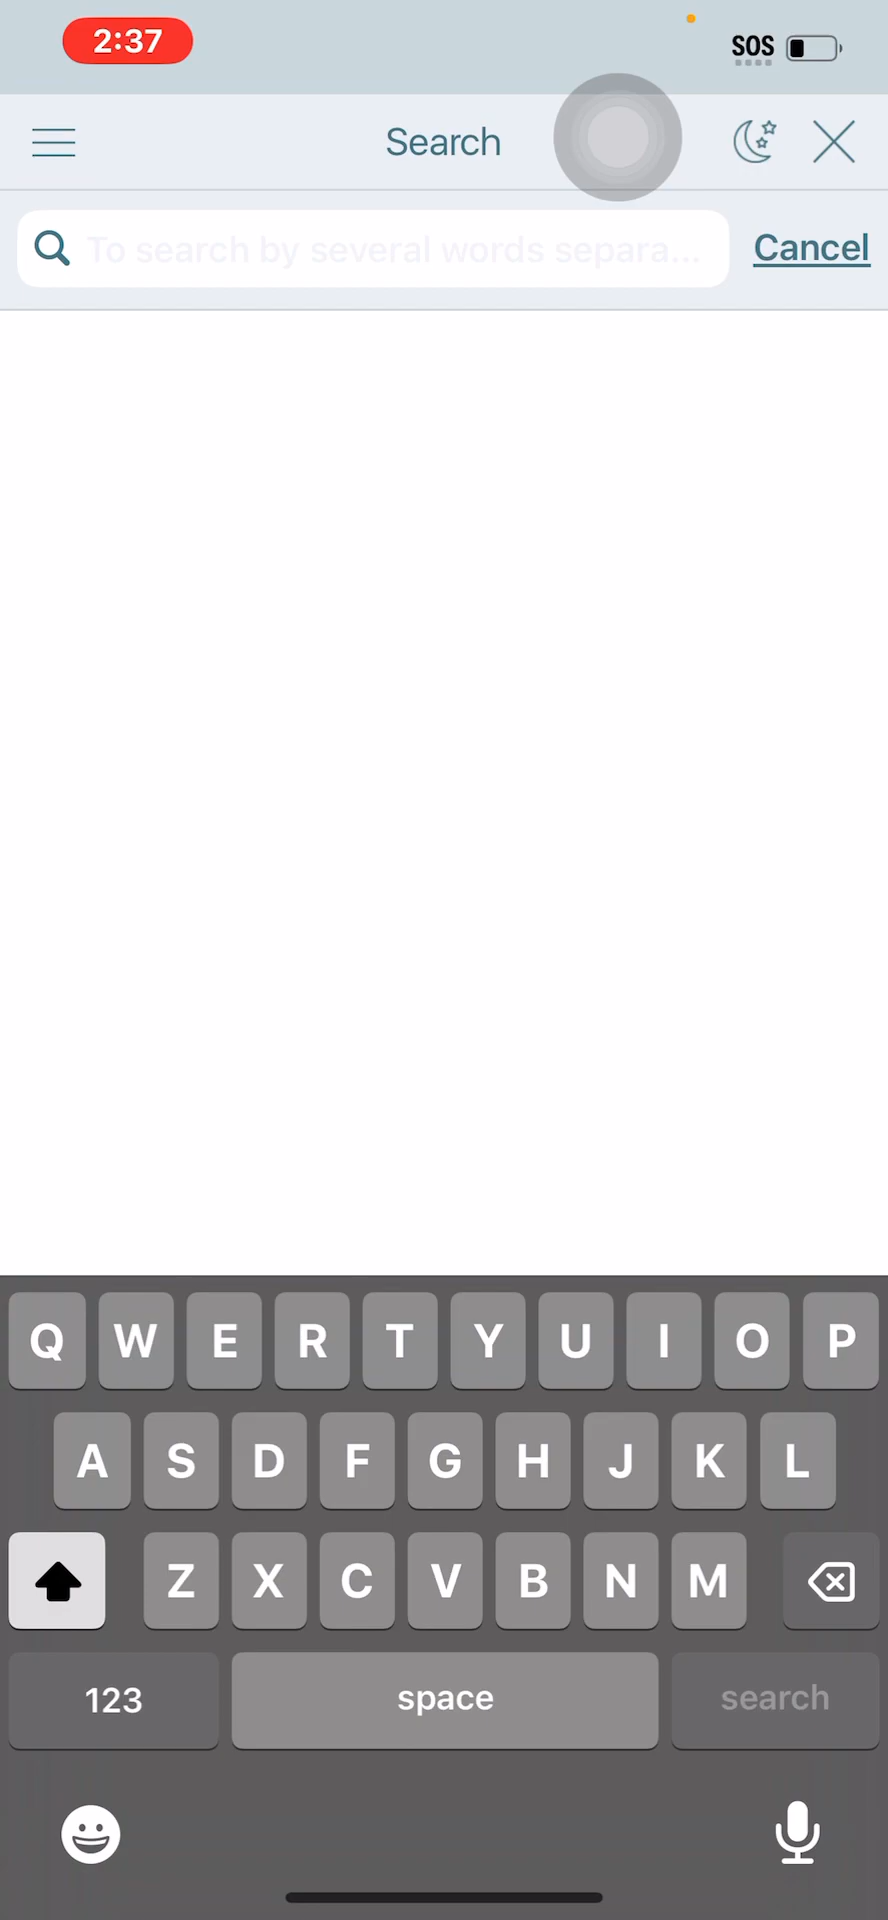 2:37
SOS
Search
To search by several words separa...
Cancel
Q W E R T Y U I O P
A S D F G H J K L
Z X C V B N M
123 space search